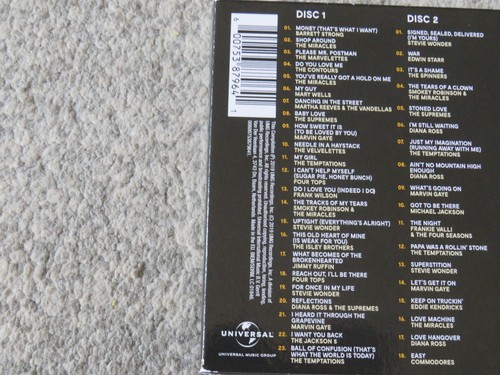 DISC 1
01. MONEY (THAT'S WHAT I WANT)
BARRETT STRONG
02. SHOP AROUND
THE MIRACLES
03. PLEASE MR. POSTMAN
THE MARVELETTES
04. DO YOU LOVE ME
THE CONTOURS
05. YOU'VE REALLY GOT A HOLD ON ME
THE MIRACLES
06. MY GUY
MARY WELLS
07. DANCING IN THE STREET
MARTHA REEVES & THE VANDELLAS
08. BABY LOVE
THE SUPREMES
09. HOW SWEET IT IS
(TO BE LOVED BY YOU)
MARVIN GAYE
10. NEEDLE IN A HAYSTACK
THE VELVELETTES
11. MY GIRL
THE TEMPTATIONS
12. I CAN'T HELP MYSELF
(SUGAR PIE, HONEY BUNCH)
FOUR TOPS
13. DO I LOVE YOU (INDEED I DO)
FRANK WILSON
14. THE TRACKS OF MY TEARS
SMOKEY ROBINSON &
THE MIRACLES
15. UPTIGHT (EVERYTHING'S ALRIGHT)
STEVIE WONDER
16. THIS OLD HEART OF MINE
(IS WEAK FOR YOU)
THE ISLEY BROTHERS
17. WHAT BECOMES OF THE
BROKENHEARTED
JIMMY RUFFIN
18. REACH OUT, I'LL BE THERE
FOUR TOPS
19. FOR ONCE IN MY LIFE
STEVIE WONDER
20. REFLECTIONS
DIANA ROSS & THE SUPREMES
21. I HEARD IT THROUGH THE
GRAPEVINE
MARVIN GAYE
22. I WANT YOU BACK
THE JACKSON 5
23. BALL OF CONFUSION (THAT'S
WHAT THE WORLD IS TODAY)
THE TEMPTATIONS
DISC 2
01. SIGNED, SEALED, DELIVERED
(I'M YOURS)
STEVIE WONDER
02. WAR
EDWIN STARR
03. IT'S A SHAME
THE SPINNERS
04. THE TEARS OF A CLOWN
SMOKEY ROBINSON &
THE MIRACLES
05. STONED LOVE
THE SUPREMES
06. I'M STILL WAITING
DIANA ROSS
07. JUST MY IMAGINATION
(RUNNING AWAY WITH ME)
THE TEMPTATIONS
08. AIN'T NO MOUNTAIN HIGH
ENOUGH
DIANA ROSS
09. WHAT'S GOING ON
MARVIN GAYE
10. GOT TO BE THERE
MICHAEL JACKSON
11. THE NIGHT
FRANKIE VALLI
& THE FOUR SEASONS
12. PAPA WAS A ROLLIN' STONE
THE TEMPTATIONS
13. SUPERSTITION
STEVIE WONDER
14. LET'S GET IT ON
MARVIN GAYE
15. KEEP ON TRUCKIN'
EDDIE KENDRICKS
16. LOVE MACHINE
THE MIRACLES
17. LOVE HANGOVER
DIANA ROSS
18. EASY
COMMODORES
6 00753 87964 1
UNIVERSAL
UNIVERSAL MUSIC GROUP